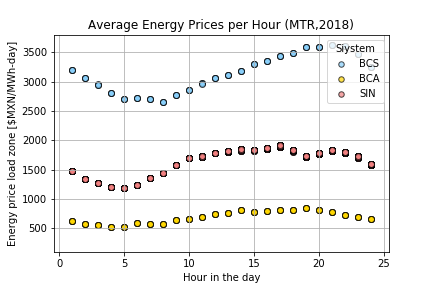 Average Energy Prices per Hour (MTR,2018)
Energy price load zone [$MXN/MWh-day]
3500
3000
2500
2000
1500
1000
500
Siystem
BCS
BCA
SIN
0 5 10 15 20 25
Hour in the day